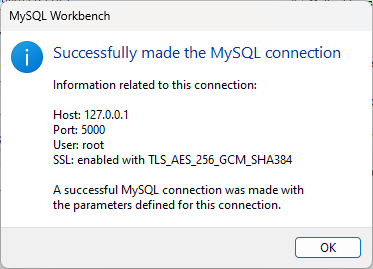 MySQL Workbench
Successfully made the MySQL connection
Information related to this connection:
Host: 127.0.0.1
Port: 5000
User: root
SSL: enabled with TLS_AES_256_GCM_SHA384
A successful MySQL connection was made with
the parameters defined for this connection.
OK